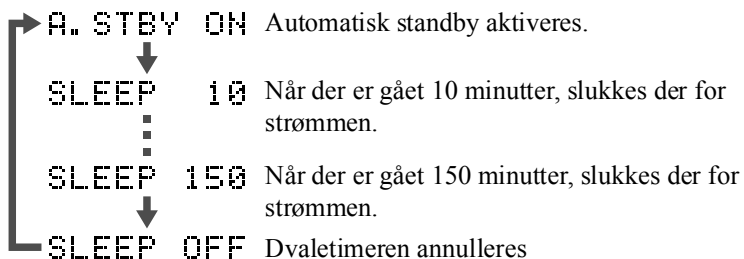 A. STBY ON Automatisk standby aktiveres.
SLEEP 10 Når der er gået 10 minutter, slukkes der for
strømmen.
SLEEP 150 Når der er gået 150 minutter, slukkes der for
strømmen.
SLEEP OFF Dvaletimeren annulleres